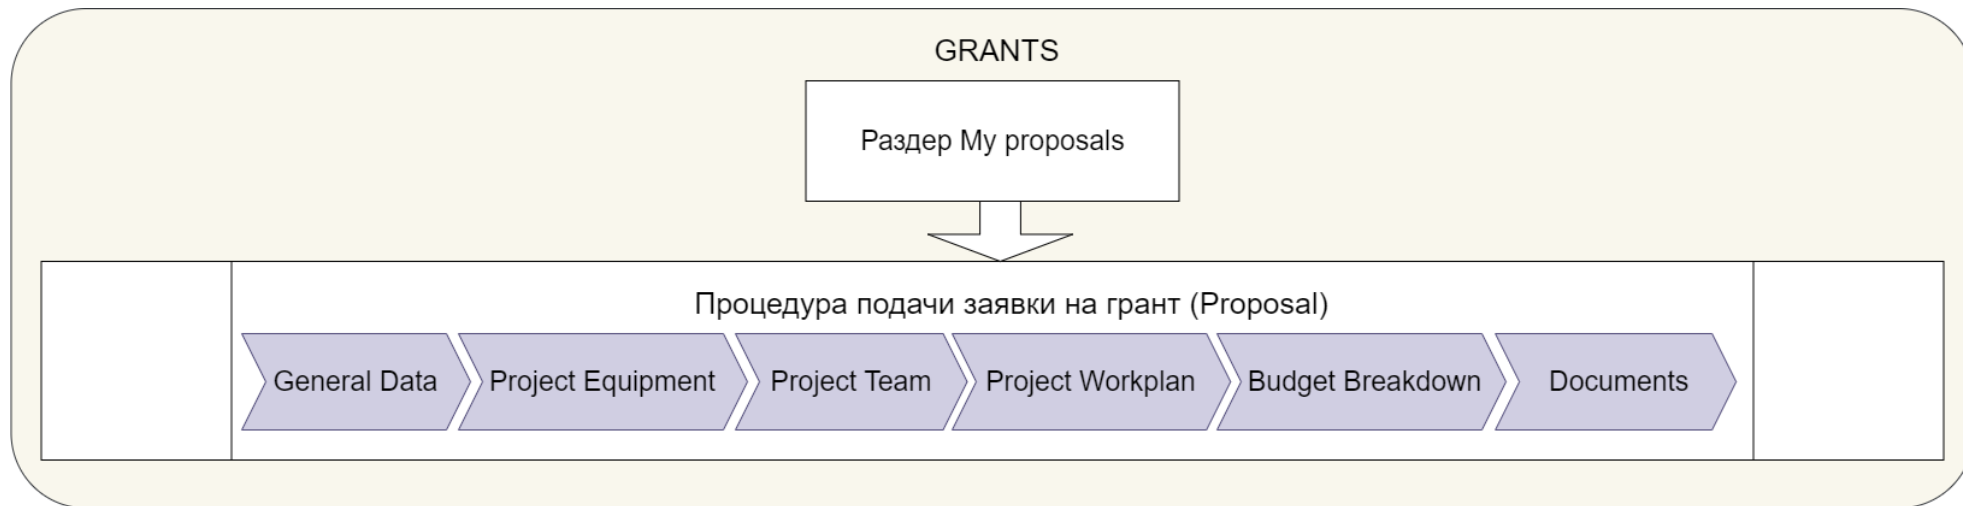 GRANTS
Раздер My proposals
Процедура подачи заявки на грант (Proposal)
General Data
Project Equipment
Project Team
Project Workplan
Budget Breakdown
Documents